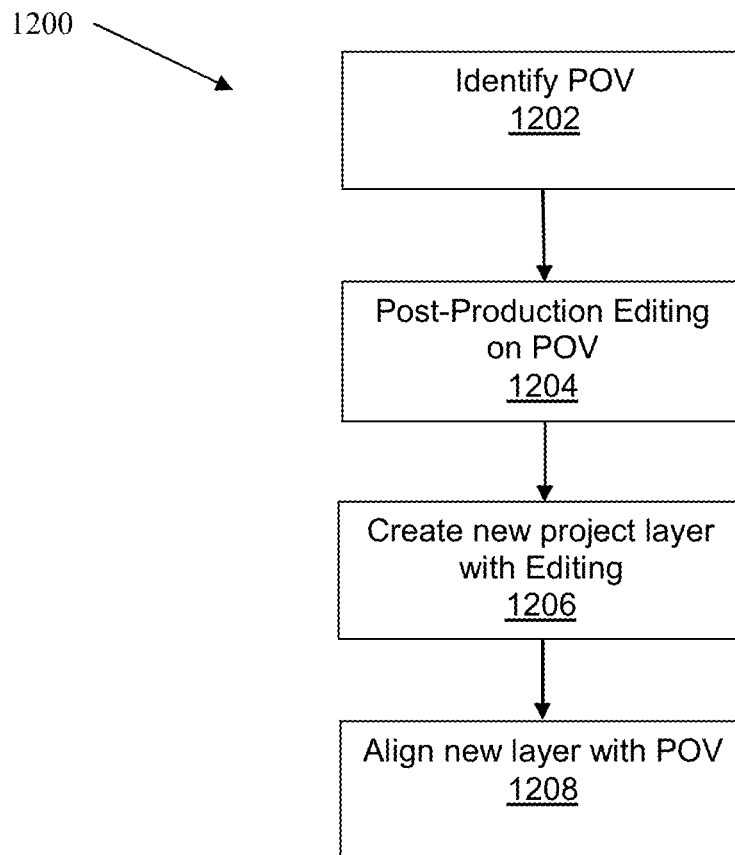 1200
Identify POV
1202
Post-Production Editing
on POV
1204
Create new project layer
with Editing
1206
Align new layer with POV
1208